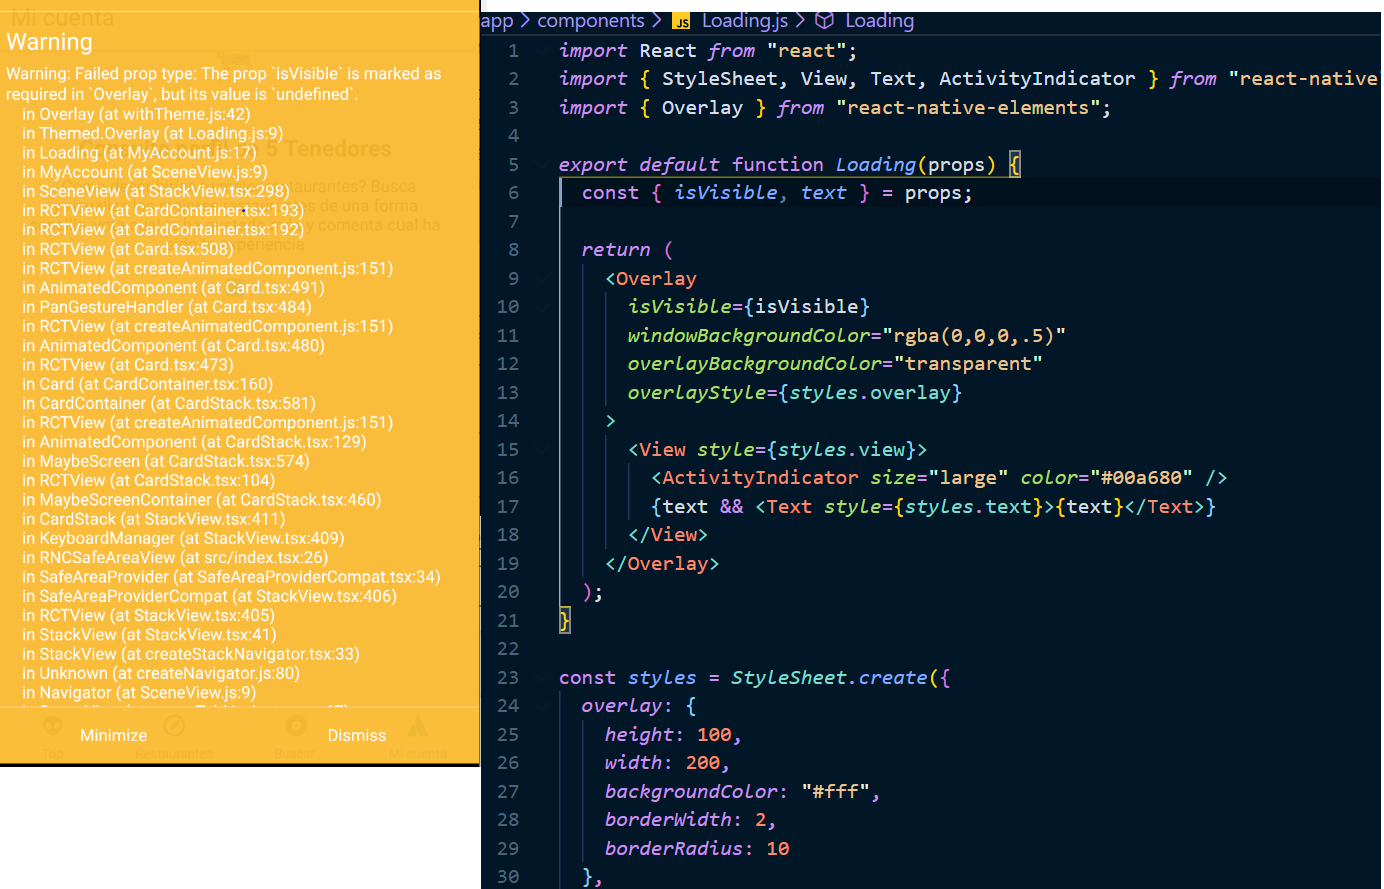 Mi cuenta
Warning
Warning: Failed prop type: The prop `isVisible` is marked as
required in `Overlay`, but its value is `undefined`.
in Overlay (at withTheme.js:42)
in Themed.Overlay (at Loading.js:9)
in Loading (at MyAccount.js:17)
in MyAccount (at SceneView.js:9)
in SceneView (at StackView.tsx:298)
in RCTView (at CardContainer.tsx:193)
in RCTView (at CardContainer.tsx:192)
in RCTView (at Card.tsx:508)
in RCTView (at createAnimatedComponent.js:151)
in AnimatedComponent (at Card.tsx:491)
in PanGestureHandler (at Card.tsx:484)
in RCTView (at createAnimatedComponent.js:151)
in AnimatedComponent (at Card.tsx:480)
in RCTView (at Card.tsx:473)
in Card (at CardContainer.tsx:160)
in CardContainer (at CardStack.tsx:581)
in RCTView (at createAnimatedComponent.js:151)
in AnimatedComponent (at CardStack.tsx:129)
in MaybeScreen (at CardStack.tsx:574)
in RCTView (at CardStack.tsx:104)
in MaybeScreenContainer (at CardStack.tsx:460)
in CardStack (at StackView.tsx:411)
in KeyboardManager (at StackView.tsx:409)
in RNCSafeAreaView (at src/index.tsx:26)
in SafeAreaProvider (at SafeAreaProviderCompat.tsx:34)
in SafeAreaProviderCompat (at StackView.tsx:406)
in RCTView (at StackView.tsx:405)
in StackView (at StackView.tsx:41)
in StackView (at createStackNavigator.tsx:33)
in Unknown (at createNavigator.js:80)
in Navigator (at SceneView.js:9)
5 Tenedores
Busca
de una forma
y comenta cual ha
Minimize Dismiss
Top Restaurantes Buscar Mi cuenta
app > components > JS Loading.js > Loading
1 import React from "react";
2 import { StyleSheet, View, Text, ActivityIndicator } from "react-native
3 import { Overlay } from "react-native-elements";
4
5 export default function Loading(props) {
6 const { isVisible, text } = props;
7
8 return (
9 <Overlay
10 isVisible={isVisible}
11 windowBackgroundColor="rgba(0,0,0,.5)"
12 overlayBackgroundColor="transparent"
13 overlayStyle={styles.overlay}
14 >
15 <View style={styles.view}>
16 <ActivityIndicator size="large" color="#00a680" />
17 {text && <Text style={styles.text}>{text}</Text>}
18 </View>
19 </Overlay>
20 );
21 }
22
23 const styles = StyleSheet.create({
24 overlay: {
25 height: 100,
26 width: 200,
27 backgroundColor: "#fff",
28 borderWidth: 2,
29 borderRadius: 10
30 },